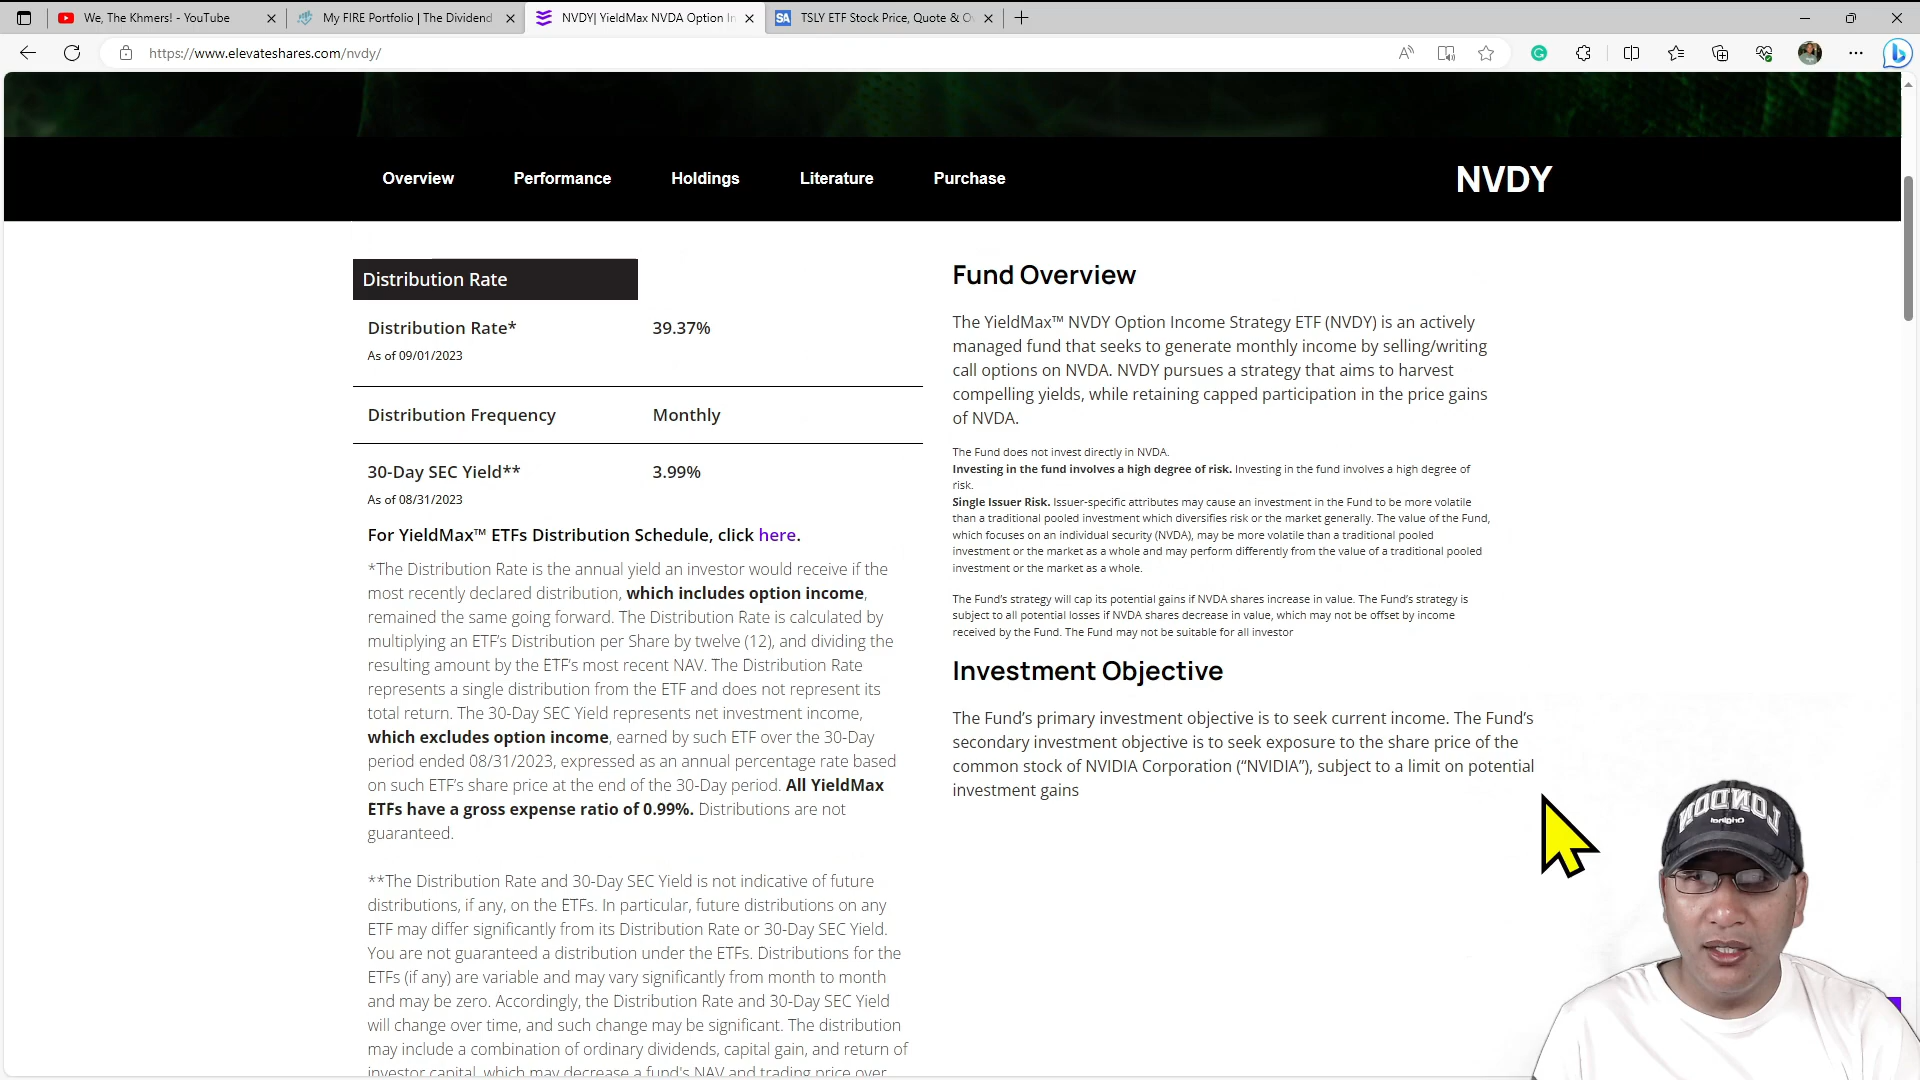 We, The Khmers! - YouTube
My FIRE Portfolio | The Dividend
NVDY| YieldMax NVDA Option In
SA TSLY ETF Stock Price, Quote & O
https://www.elevateshares.com/nvdy/
Overview Performance Holdings Literature Purchase
NVDY
Distribution Rate
Distribution Rate* 39.37%
As of 09/01/2023
Distribution Frequency Monthly
30-Day SEC Yield** 3.99%
As of 08/31/2023
For YieldMax™ ETFs Distribution Schedule, click here.
*The Distribution Rate is the annual yield an investor would receive if the
most recently declared distribution, which includes option income,
remained the same going forward. The Distribution Rate is calculated by
multiplying an ETF's Distribution per Share by twelve (12), and dividing the
resulting amount by the ETF's most recent NAV. The Distribution Rate
represents a single distribution from the ETF and does not represent its
total return. The 30-Day SEC Yield represents net investment income,
which excludes option income, earned by such ETF over the 30-Day
period ended 08/31/2023, expressed as an annual percentage rate based
on such ETF's share price at the end of the 30-Day period. All YieldMax
ETFs have a gross expense ratio of 0.99%. Distributions are not
guaranteed.
**The Distribution Rate and 30-Day SEC Yield is not indicative of future
distributions, if any, on the ETFs. In particular, future distributions on any
ETF may differ significantly from its Distribution Rate or 30-Day SEC Yield.
You are not guaranteed a distribution under the ETFs. Distributions for the
ETFs (if any) are variable and may vary significantly from month to month
and may be zero. Accordingly, the Distribution Rate and 30-Day SEC Yield
will change over time, and such change may be significant. The distribution
may include a combination of ordinary dividends, capital gain, and return of
investor capital, which may decrease a fund's NAV and trading price over
Fund Overview
The YieldMax™ NVDY Option Income Strategy ETF (NVDY) is an actively
managed fund that seeks to generate monthly income by selling/writing
call options on NVDA. NVDY pursues a strategy that aims to harvest
compelling yields, while retaining capped participation in the price gains
of NVDA.
The Fund does not invest directly in NVDA.
Investing in the fund involves a high degree of risk. Investing in the fund involves a high degree of
risk.
Single Issuer Risk. Issuer-specific attributes may cause an investment in the Fund to be more volatile
than a traditional pooled investment which diversifies risk or the market generally. The value of the Fund,
which focuses on an individual security (NVDA), may be more volatile than a traditional pooled
investment or the market as a whole and may perform differently from the value of a traditional pooled
investment or the market as a whole.
The Fund's strategy will cap its potential gains if NVDA shares increase in value. The Fund's strategy is
subject to all potential losses if NVDA shares decrease in value, which may not be offset by income
received by the Fund. The Fund may not be suitable for all investor
Investment Objective
The Fund's primary investment objective is to seek current income. The Fund's
secondary investment objective is to seek exposure to the share price of the
common stock of NVIDIA Corporation (“NVIDIA”), subject to a limit on potential
investment gains
LONDON
Original